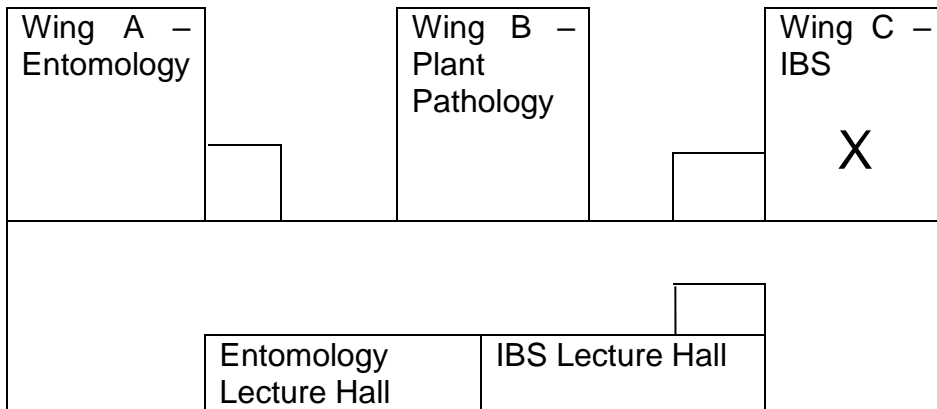 Wing A –
Entomology
Wing B –
Plant
Pathology
Wing C –
IBS
X
Entomology
Lecture Hall
IBS Lecture Hall